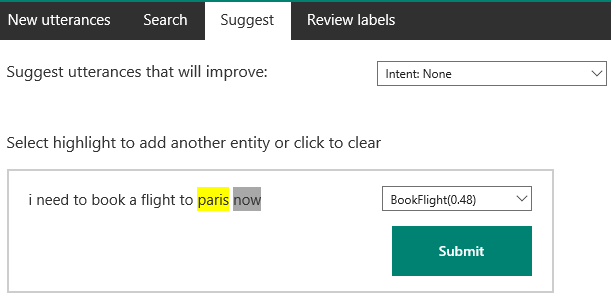 New utterances Search Suggest Review labels
Suggest utterances that will improve: Intent: None
Select highlight to add another entity or click to clear
i need to book a flight to paris now BookFlight(0.48)
Submit